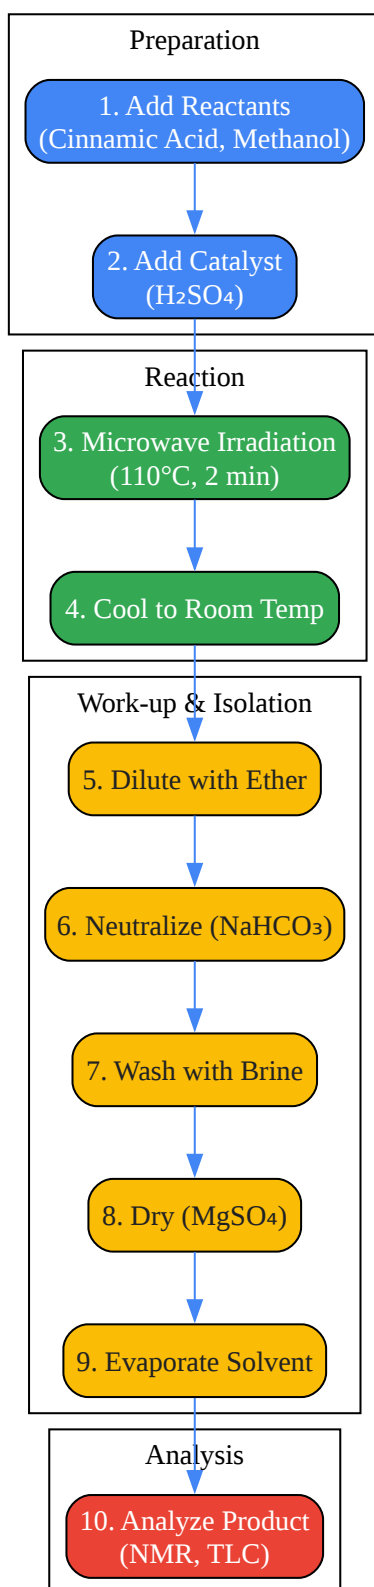 Preparation
1. Add Reactants
(Cinnamic Acid, Methanol)
2. Add Catalyst
(H₂SO₄)
Reaction
3. Microwave Irradiation
(110°C, 2 min)
4. Cool to Room Temp
Work-up & Isolation
5. Dilute with Ether
6. Neutralize (NaHCO₃)
7. Wash with Brine
8. Dry (MgSO₄)
9. Evaporate Solvent
Analysis
10. Analyze Product
(NMR, TLC)